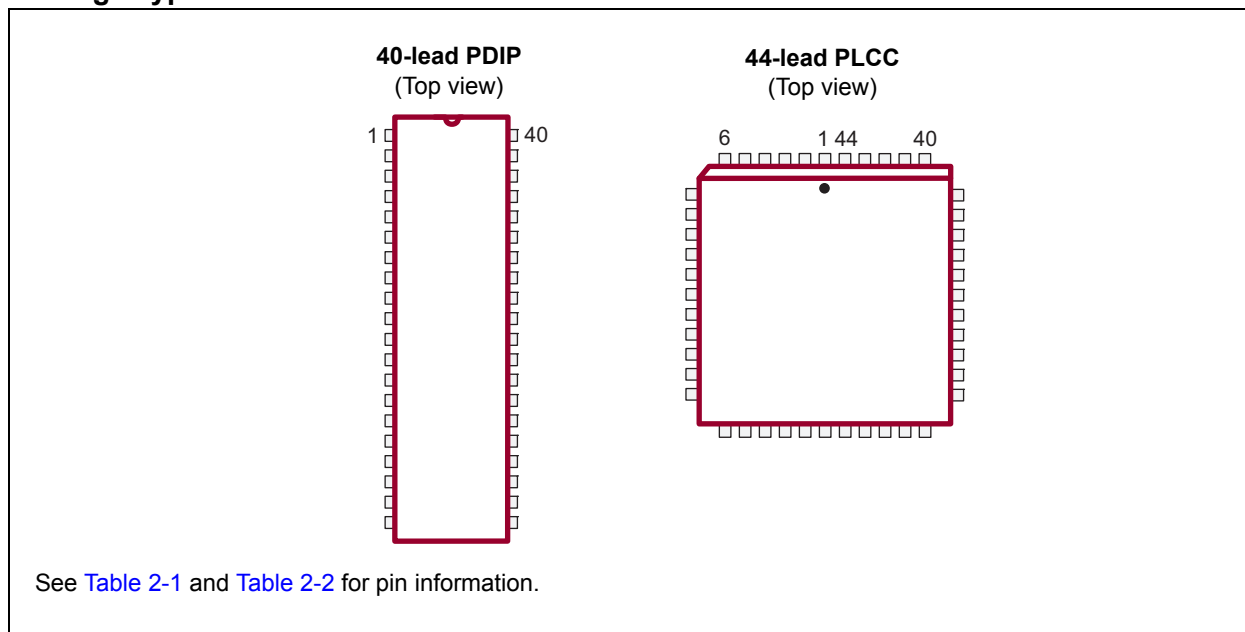 40-lead PDIP
(Top view)
1
40
44-lead PLCC
(Top view)
6
1 44
40
See Table 2-1 and Table 2-2 for pin information.